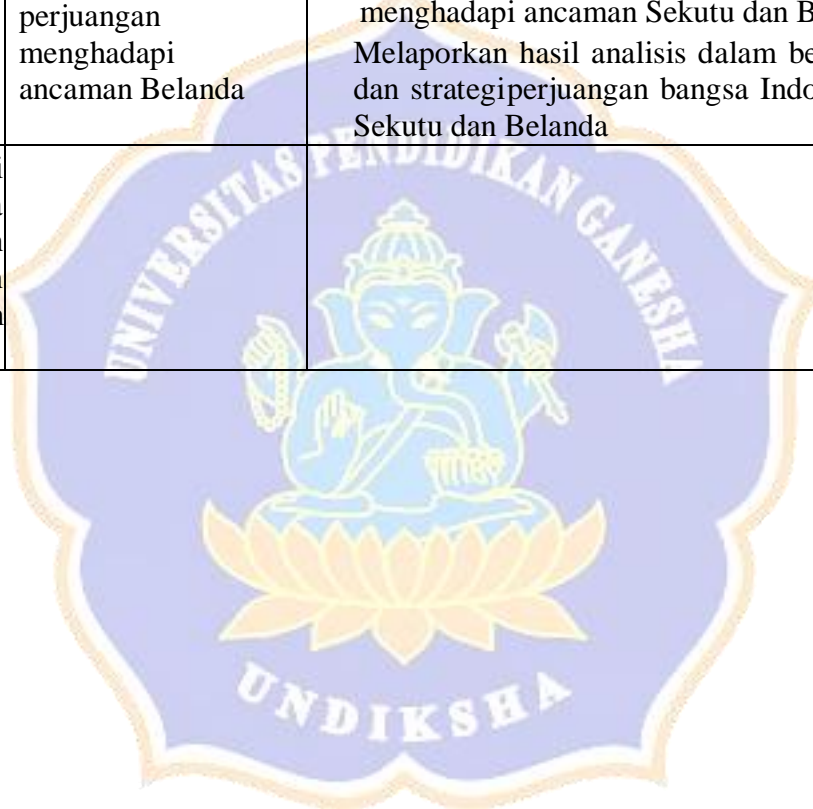 perjuangan
menghadapi
ancaman Belanda
menghadapi ancaman Sekutu dan B
Melaporkan hasil analisis dalam be
dan strategiperjuangan bangsa Indo
Sekutu dan Belanda
UNIVERSITAS PENDIDIKAN GANESHA
UNDIKSHA